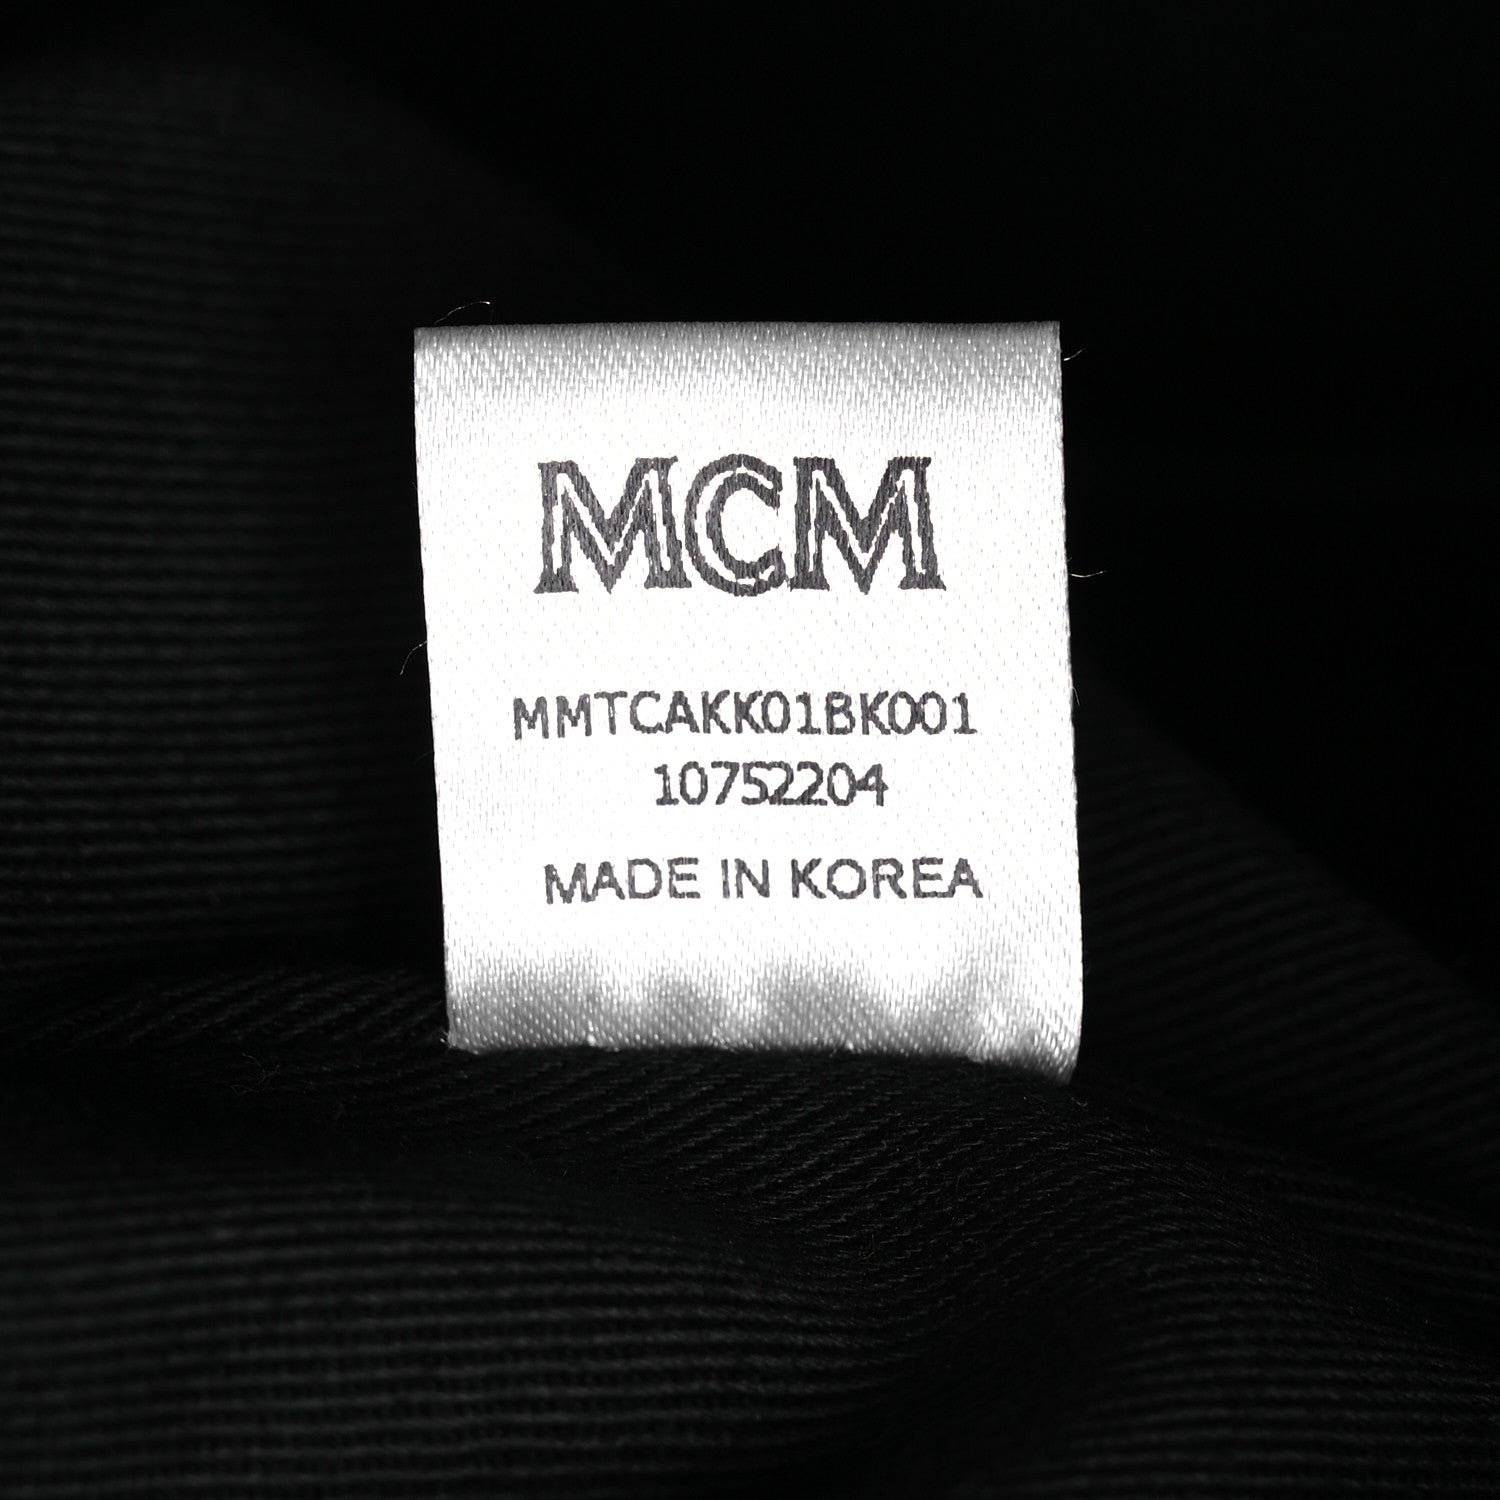 MCM
MMTCAKK01BK001
10752204
MADE IN KOREA